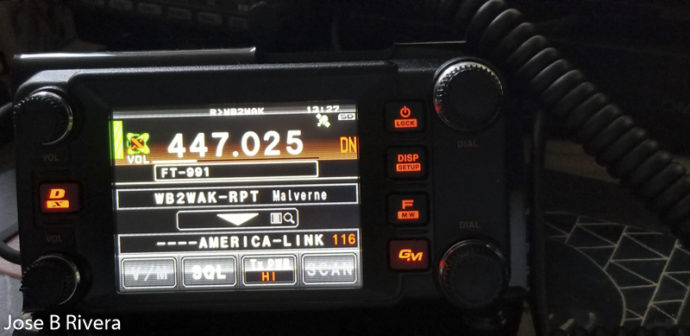 R>WB2WAK 13:27
VOL 447.025 DN
FT-991
WB2WAK-RPT Malverne
----AMERICA-LINK 116
V/M SQL Tx PWR HI SCAN
VOL
D X
VOL
LOCK
DISP
SETUP
F
MW
GM
DIAL
DIAL
Jose B Rivera